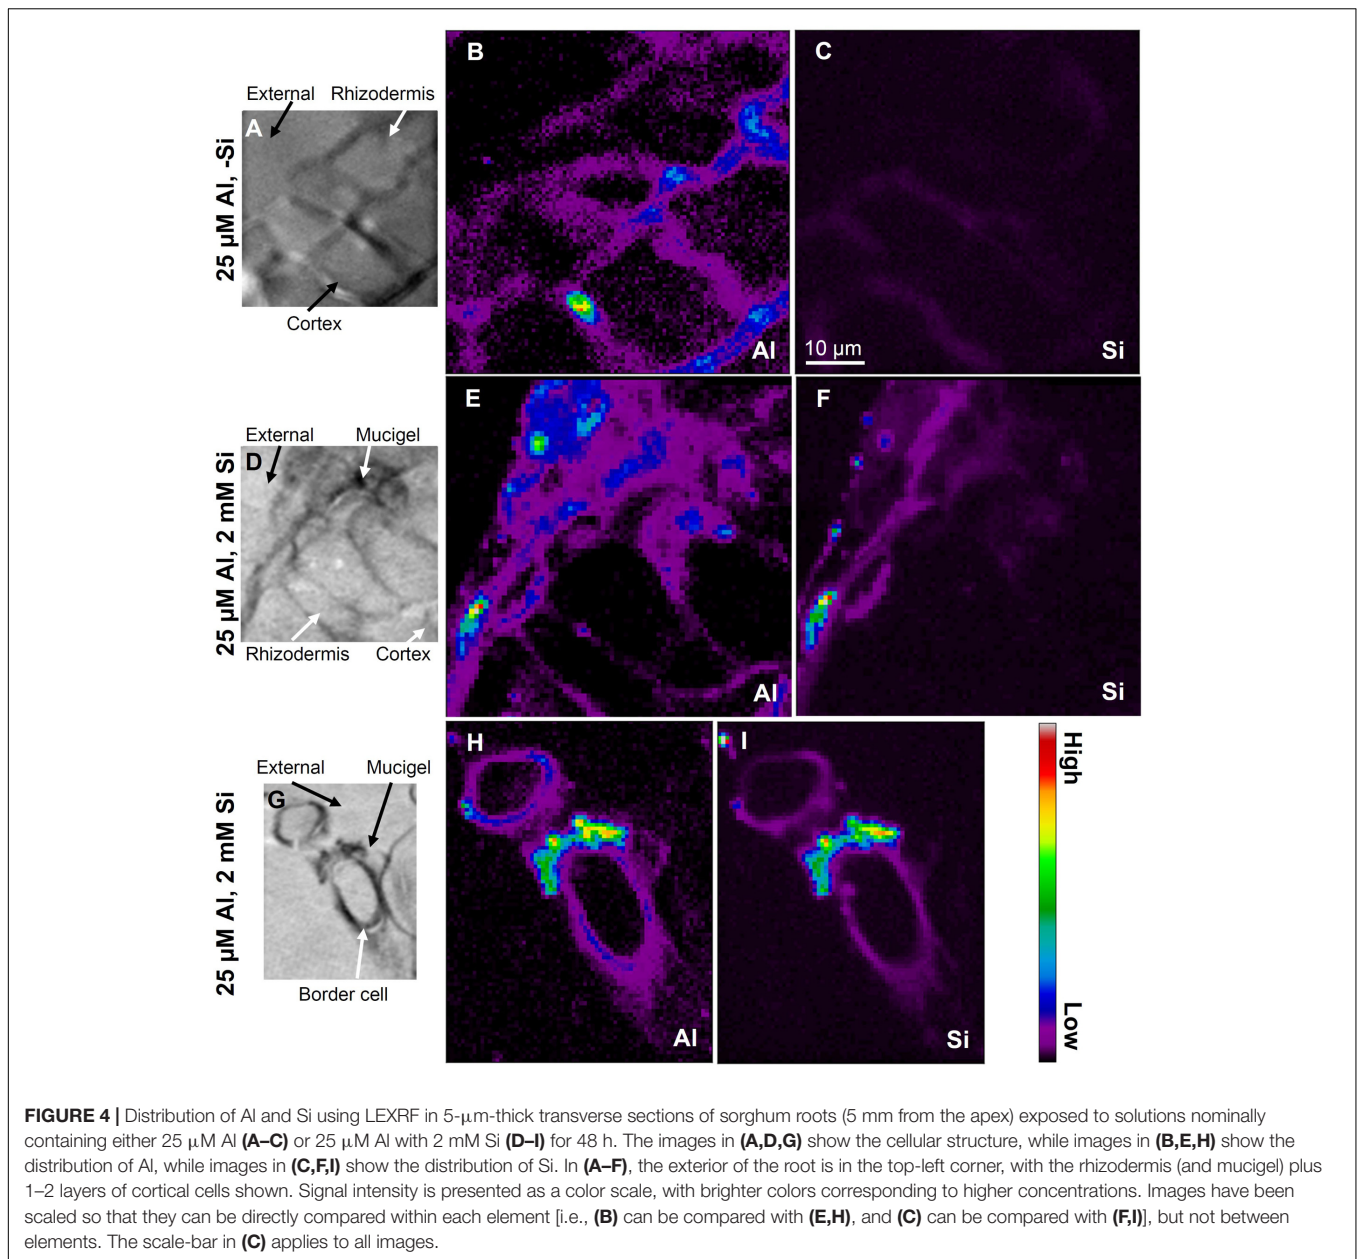 25 µM Al, -Si
External
Rhizodermis
A
Cortex
B
Al
C
10 µm
Si
25 µM Al, 2 mM Si
External
Mucigel
D
Rhizodermis
Cortex
E
Al
F
Si
25 µM Al, 2 mM Si
External
Mucigel
G
Border cell
H
Al
I
Si
High
Low
FIGURE 4 | Distribution of Al and Si using LEXRF in 5-μm-thick transverse sections of sorghum roots (5 mm from the apex) exposed to solutions nominally
containing either 25 μM Al (A–C) or 25 μM Al with 2 mM Si (D–I) for 48 h. The images in (A,D,G) show the cellular structure, while images in (B,E,H) show the
distribution of Al, while images in (C,F,I) show the distribution of Si. In (A–F), the exterior of the root is in the top-left corner, with the rhizodermis (and mucigel) plus
1–2 layers of cortical cells shown. Signal intensity is presented as a color scale, with brighter colors corresponding to higher concentrations. Images have been
scaled so that they can be directly compared within each element [i.e., (B) can be compared with (E,H), and (C) can be compared with (F,I)], but not between
elements. The scale-bar in (C) applies to all images.